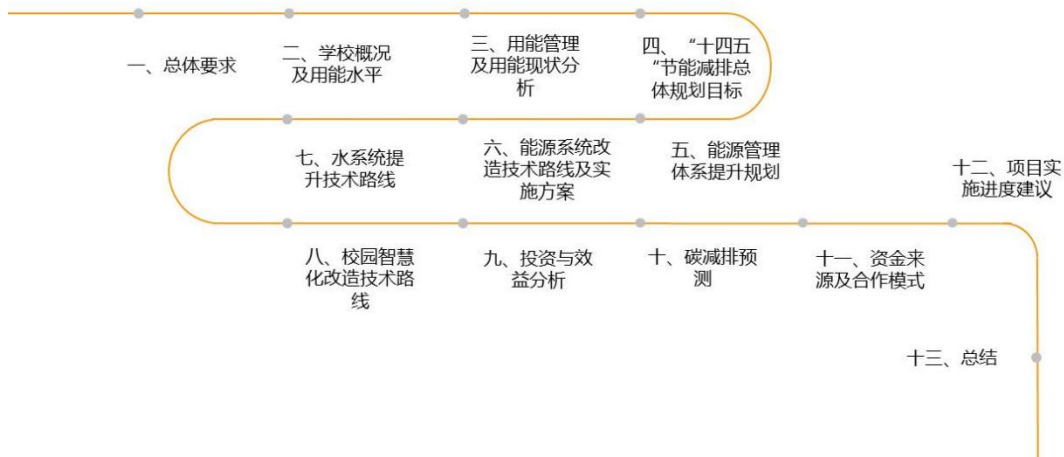 一、总体要求
二、学校概况
及用能水平
三、用能管理
及用能现状分
析
四、“十四五
“节能减排总
体规划目标
五、能源管理
体系提升规划
六、能源系统改
造技术路线及实
施方案
七、水系统提
升技术路线
八、校园智慧
化改造技术路
线
九、投资与效
益分析
十、碳减排预
测
十一、资金来
源及合作模式
十二、项目实
施进度建议
十三、总结